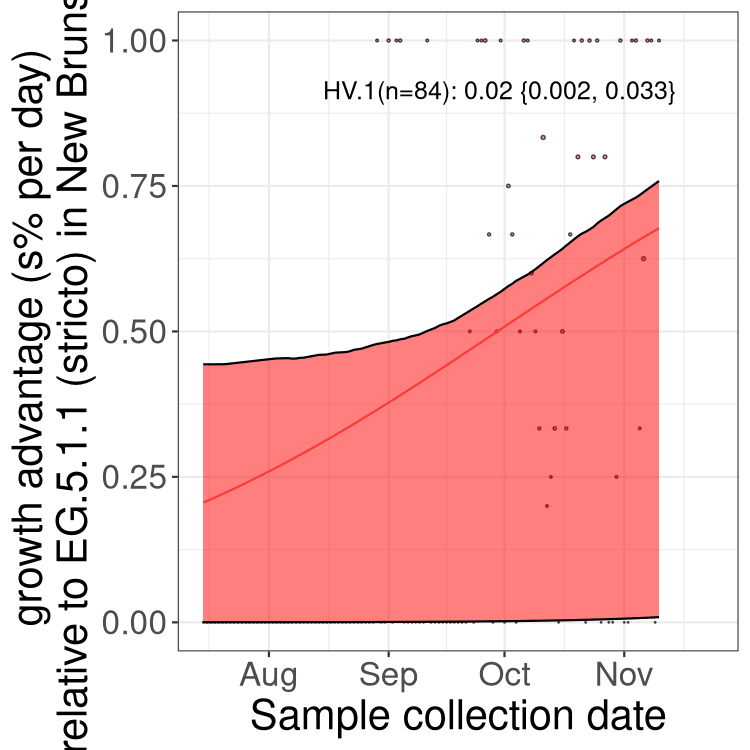 growth advantage (s% per day)
relative to EG.5.1.1 (stricto) in New Bruns
1.00
0.75
0.50
0.25
0.00
HV.1(n=84): 0.02 {0.002, 0.033}
Aug Sep Oct Nov
Sample collection date